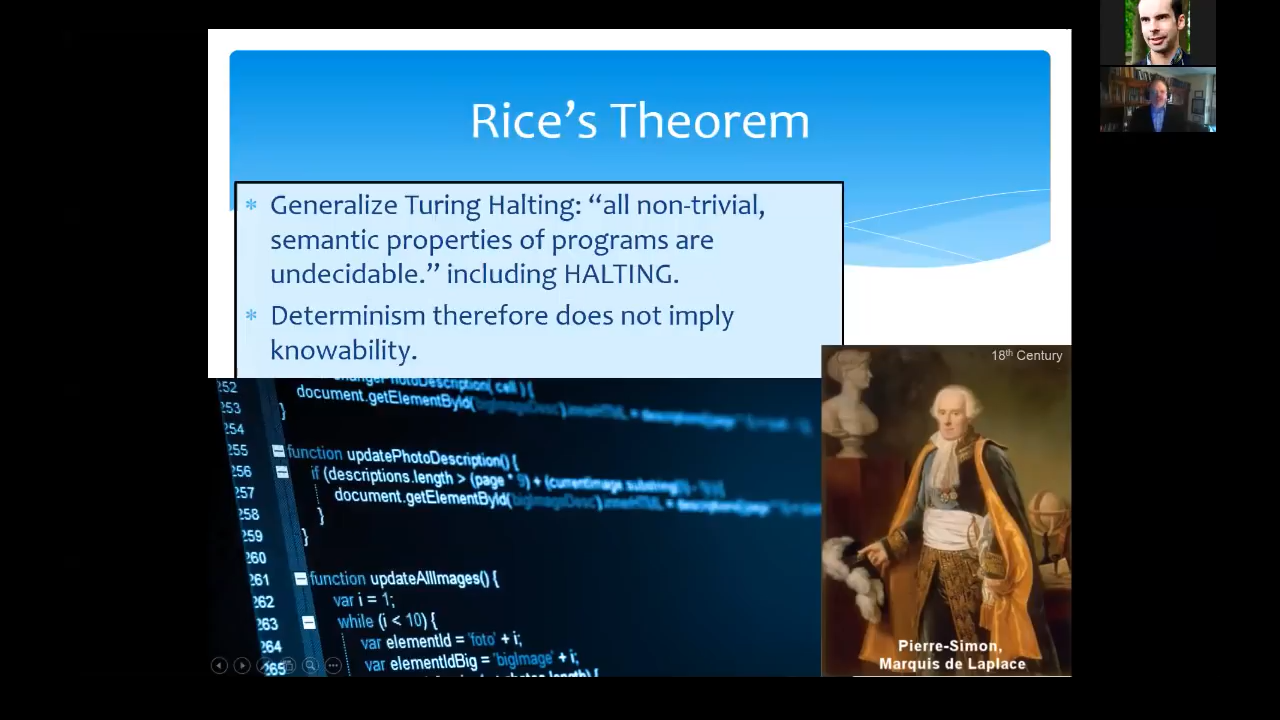 Rice's Theorem
* Generalize Turing Halting: “all non-trivial,
semantic properties of programs are
undecidable.” including HALTING.
* Determinism therefore does not imply
knowability.
18th Century
Pierre-Simon,
Marquis de Laplace
252
253 document.getElementById(
254 }
255 function updatePhotoDescription() {
256 if (descriptions.length > (page * 9) + (currentImage.substring(
257 document.getElementById(
258 }
259 }
260
261 function updateAllImages() {
262 var i = 1;
263 while (i < 10) {
264 var elementId = 'foto' + i;
265 var elementIdBig = 'bigImage' + i;